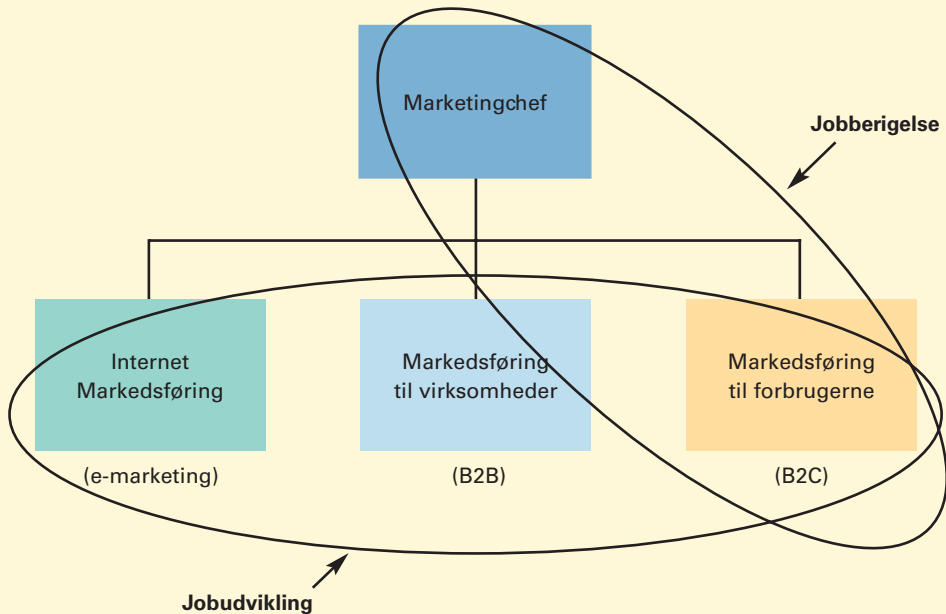 Marketingchef
Jobberigelse
Internet
Markedsføring
Markedsføring
til virksomheder
Markedsføring
til forbrugerne
(e-marketing)
(B2B)
(B2C)
Jobudvikling